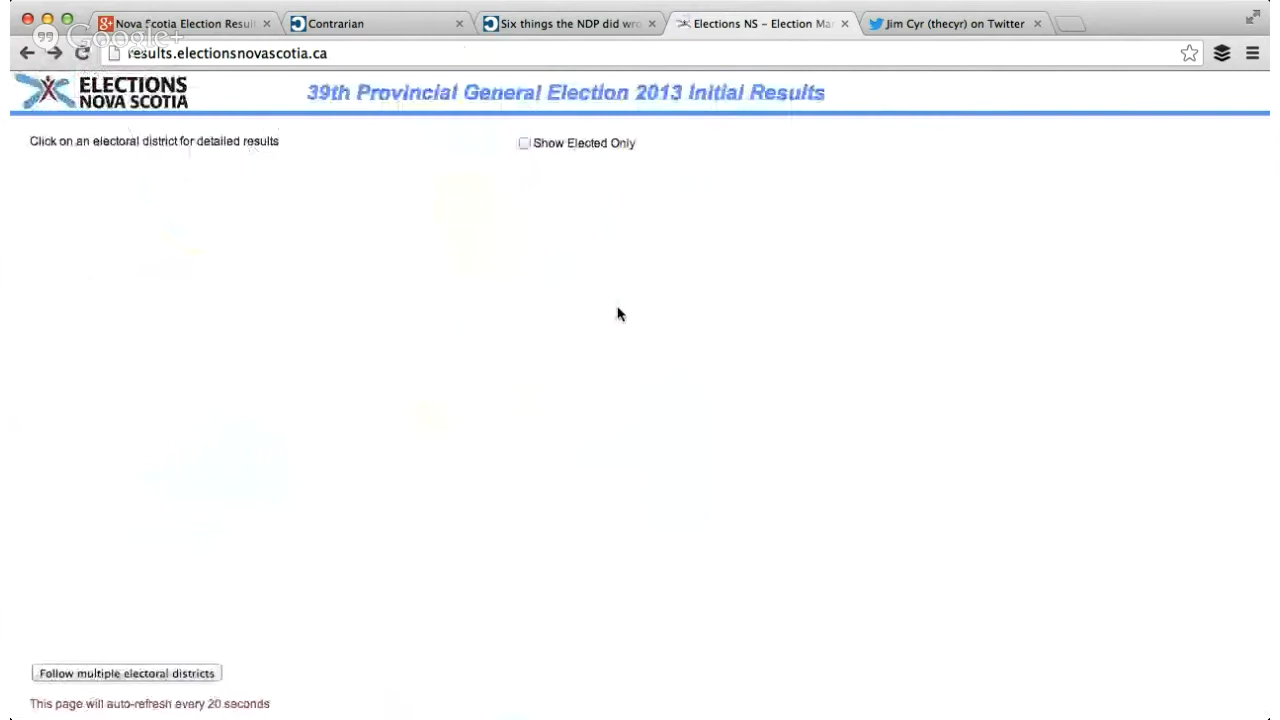 Nova Scotia Election Resul
Contrarian
Six things the NDP did wro
Elections NS – Election Ma
Jim Cyr (thecyr) on Twitter
Google+
results.electionsnovascotia.ca
ELECTIONS
NOVA SCOTIA
39th Provincial General Election 2013 Initial Results
Click on an electoral district for detailed results
Show Elected Only
Follow multiple electoral districts
This page will auto-refresh every 20 seconds